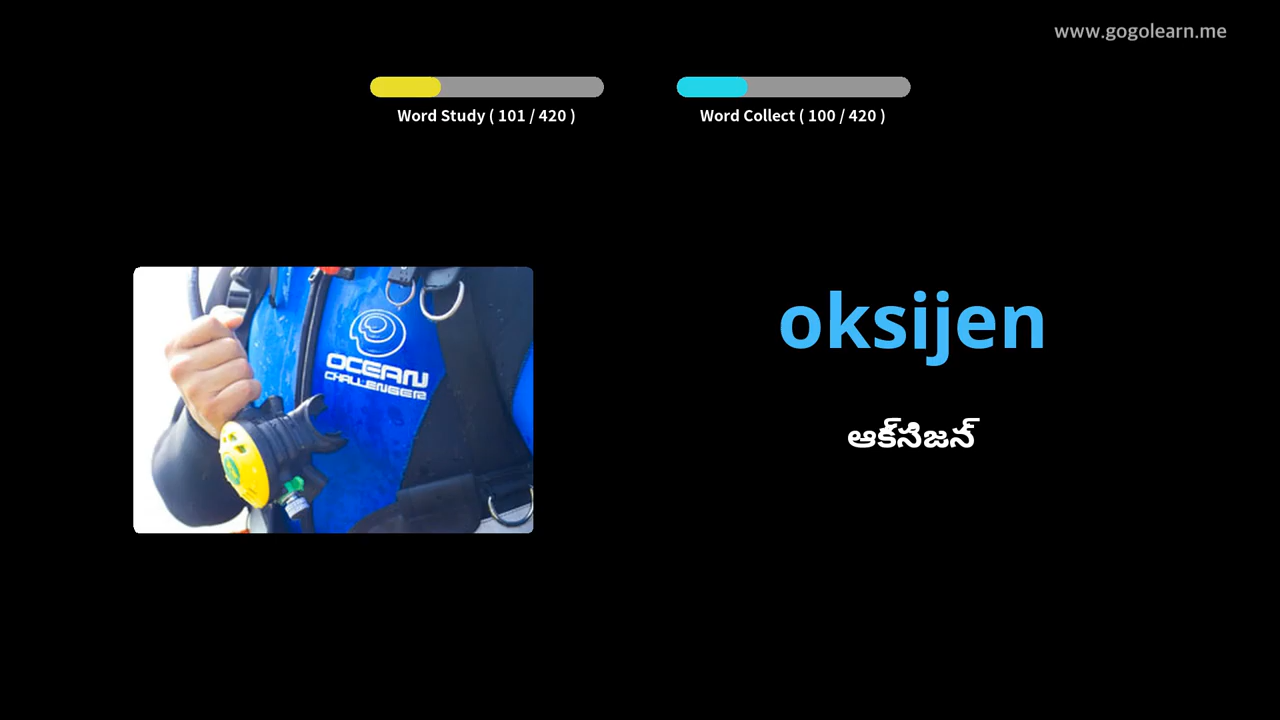 www.gogolearn.me
Word Study ( 101 / 420 )
Word Collect ( 100 / 420 )
OCEAN
CHALLENGER
oksijen
ఆక్‌సిజన్